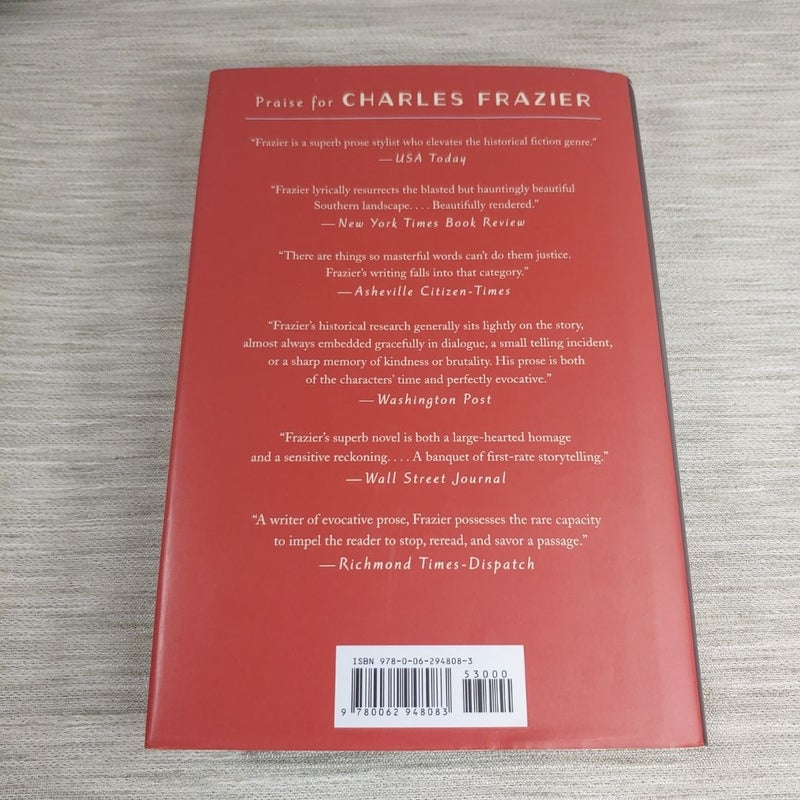 Praise for CHARLES FRAZIER
“Frazier is a superb prose stylist who elevates the historical fiction genre.”
—USA Today
“Frazier lyrically resurrects the blasted but hauntingly beautiful
Southern landscape. . . . Beautifully rendered.”
—New York Times Book Review
“There are things so masterful words can’t do them justice.
Frazier’s writing falls into that category.”
—Asheville Citizen-Times
“Frazier’s historical research generally sits lightly on the story,
almost always embedded gracefully in dialogue, a small telling incident,
or a sharp memory of kindness or brutality. His prose is both
of the characters’ time and perfectly evocative.”
—Washington Post
“Frazier’s superb novel is both a large-hearted homage
and a sensitive reckoning. . . . A banquet of first-rate storytelling.”
—Wall Street Journal
“A writer of evocative prose, Frazier possesses the rare capacity
to impel the reader to stop, reread, and savor a passage.”
—Richmond Times-Dispatch
ISBN 978-0-06-294808-3
53000
9 780062 948083